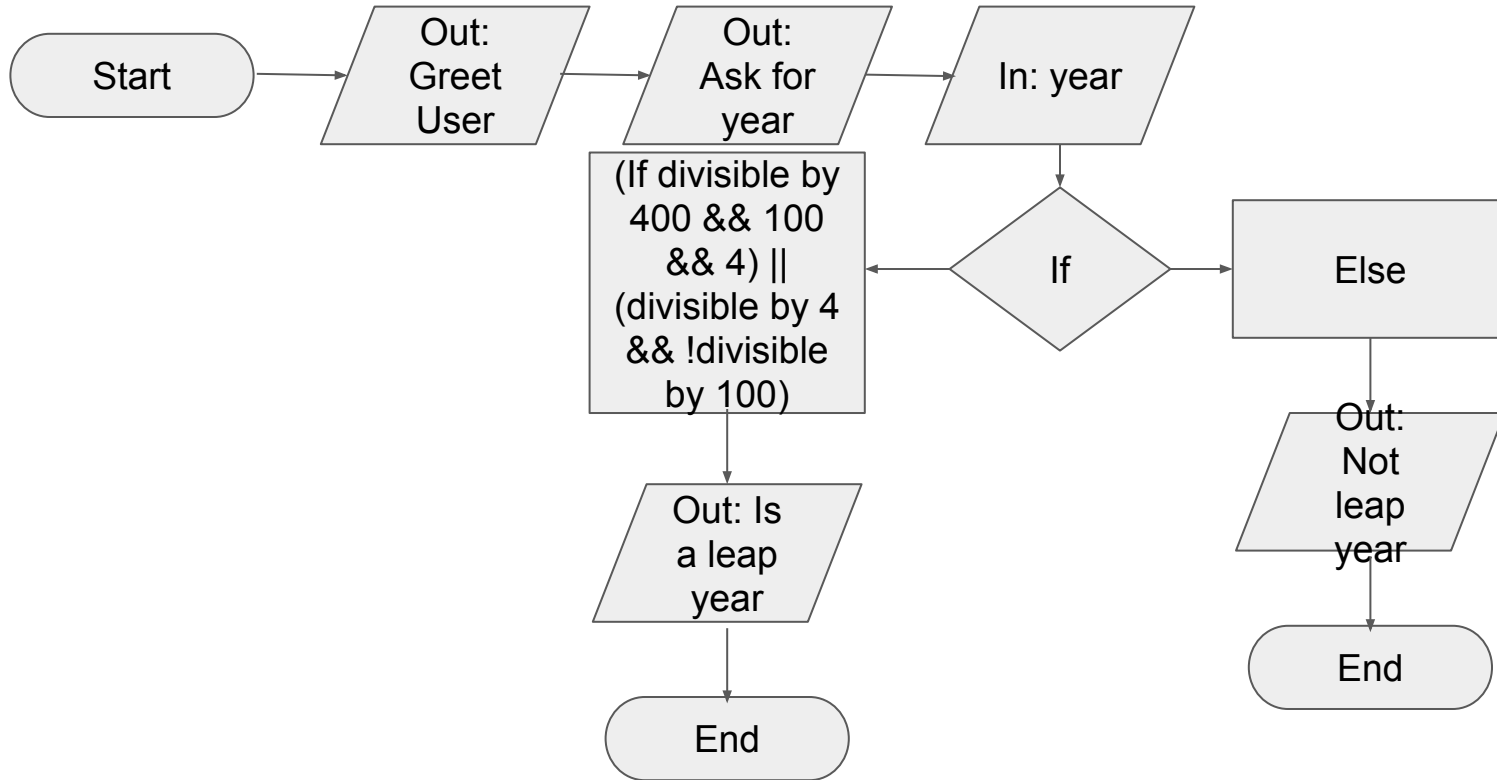 Start
Out:
Greet
User
Out:
Ask for
year
In: year
(If divisible by
400 && 100
&& 4) ||
(divisible by 4
&& !divisible
by 100)
If
Else
Out: Is
a leap
year
Out:
Not
leap
year
End
End